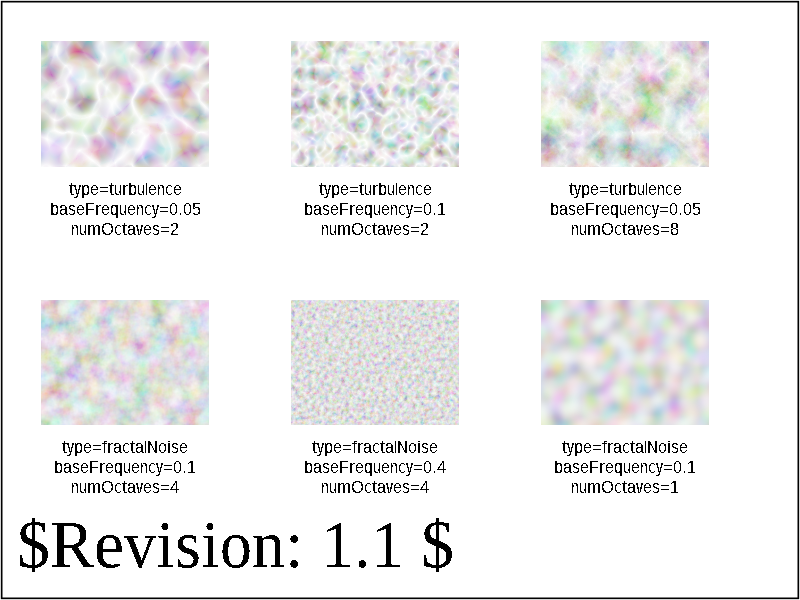 type=turbulence
baseFrequency=0.05
numOctaves=2
type=turbulence
baseFrequency=0.1
numOctaves=2
type=turbulence
baseFrequency=0.05
numOctaves=8
type=fractalNoise
baseFrequency=0.1
numOctaves=4
type=fractalNoise
baseFrequency=0.4
numOctaves=4
type=fractalNoise
baseFrequency=0.1
numOctaves=1
$Revision: 1.1 $